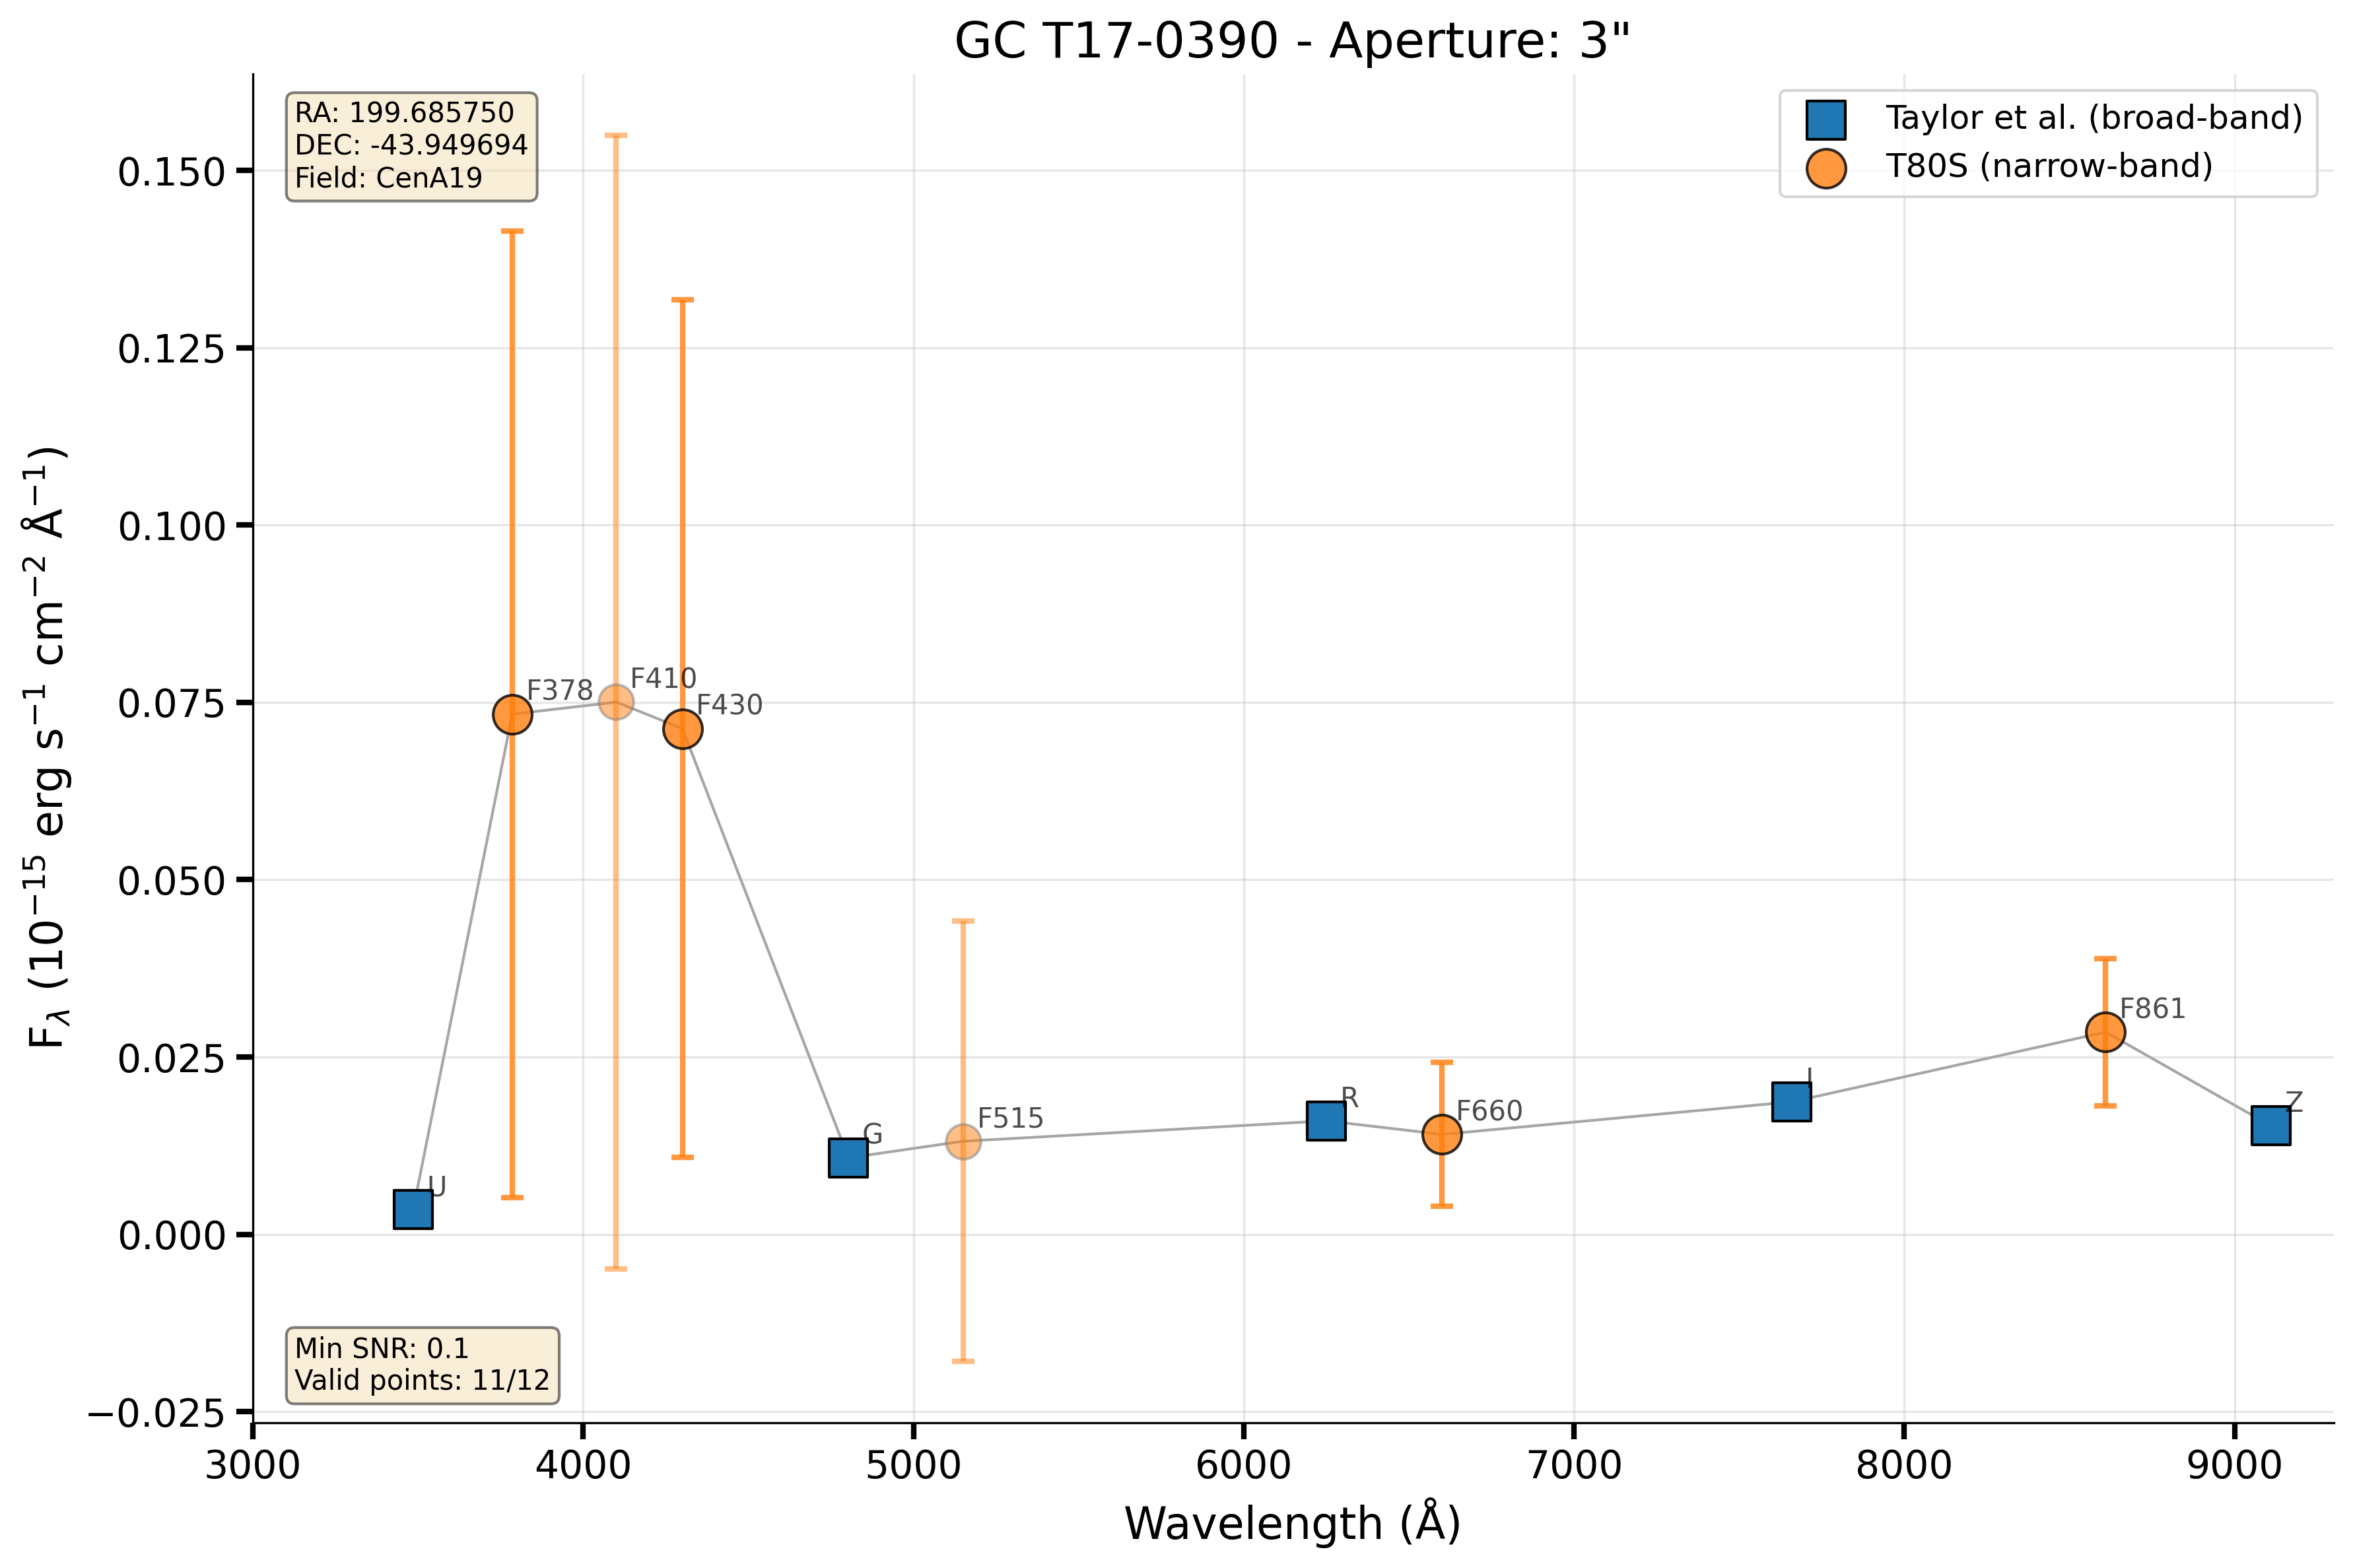 GC T17-0390 - Aperture: 3"
RA: 199.685750
DEC: -43.949694
Field: CenA19
Taylor et al. (broad-band)
T80S (narrow-band)
0.150
0.125
0.100
0.075
0.050
0.025
0.000
−0.025
F_λ (10⁻¹⁵ erg s⁻¹ cm⁻² Å⁻¹)
U
F378
F410
F430
G
F515
R
F660
I
F861
Z
Min SNR: 0.1
Valid points: 11/12
3000 4000 5000 6000 7000 8000 9000
Wavelength (Å)